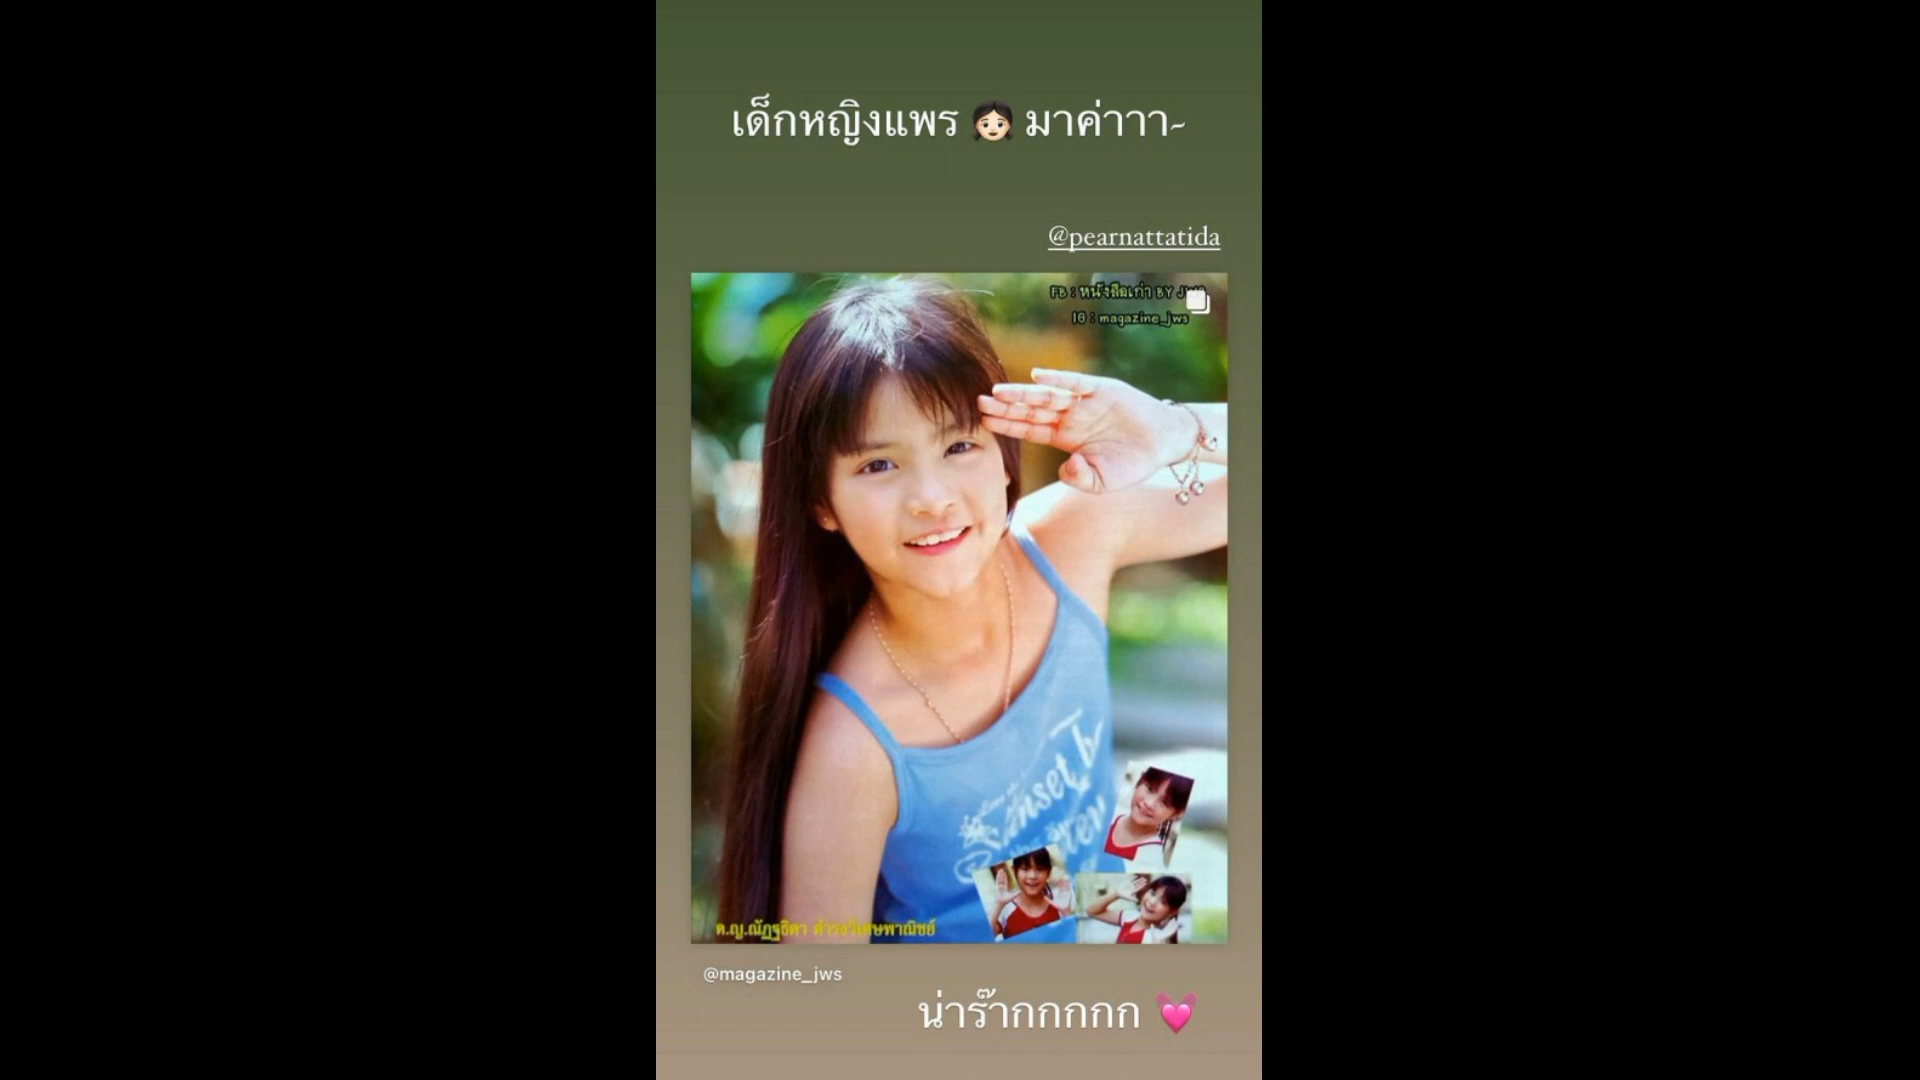 เด็กหญิงแพร 👧🏻 มาค่าาา~
@pearnattatida
FB : หนังสือเก่า BY JWS
IG : magazine_jws
ด.ญ.ณัฏฐธิดา ดำรงวิเศษพาณิชย์
@magazine_jws
น่าร๊ากกกกก 💓